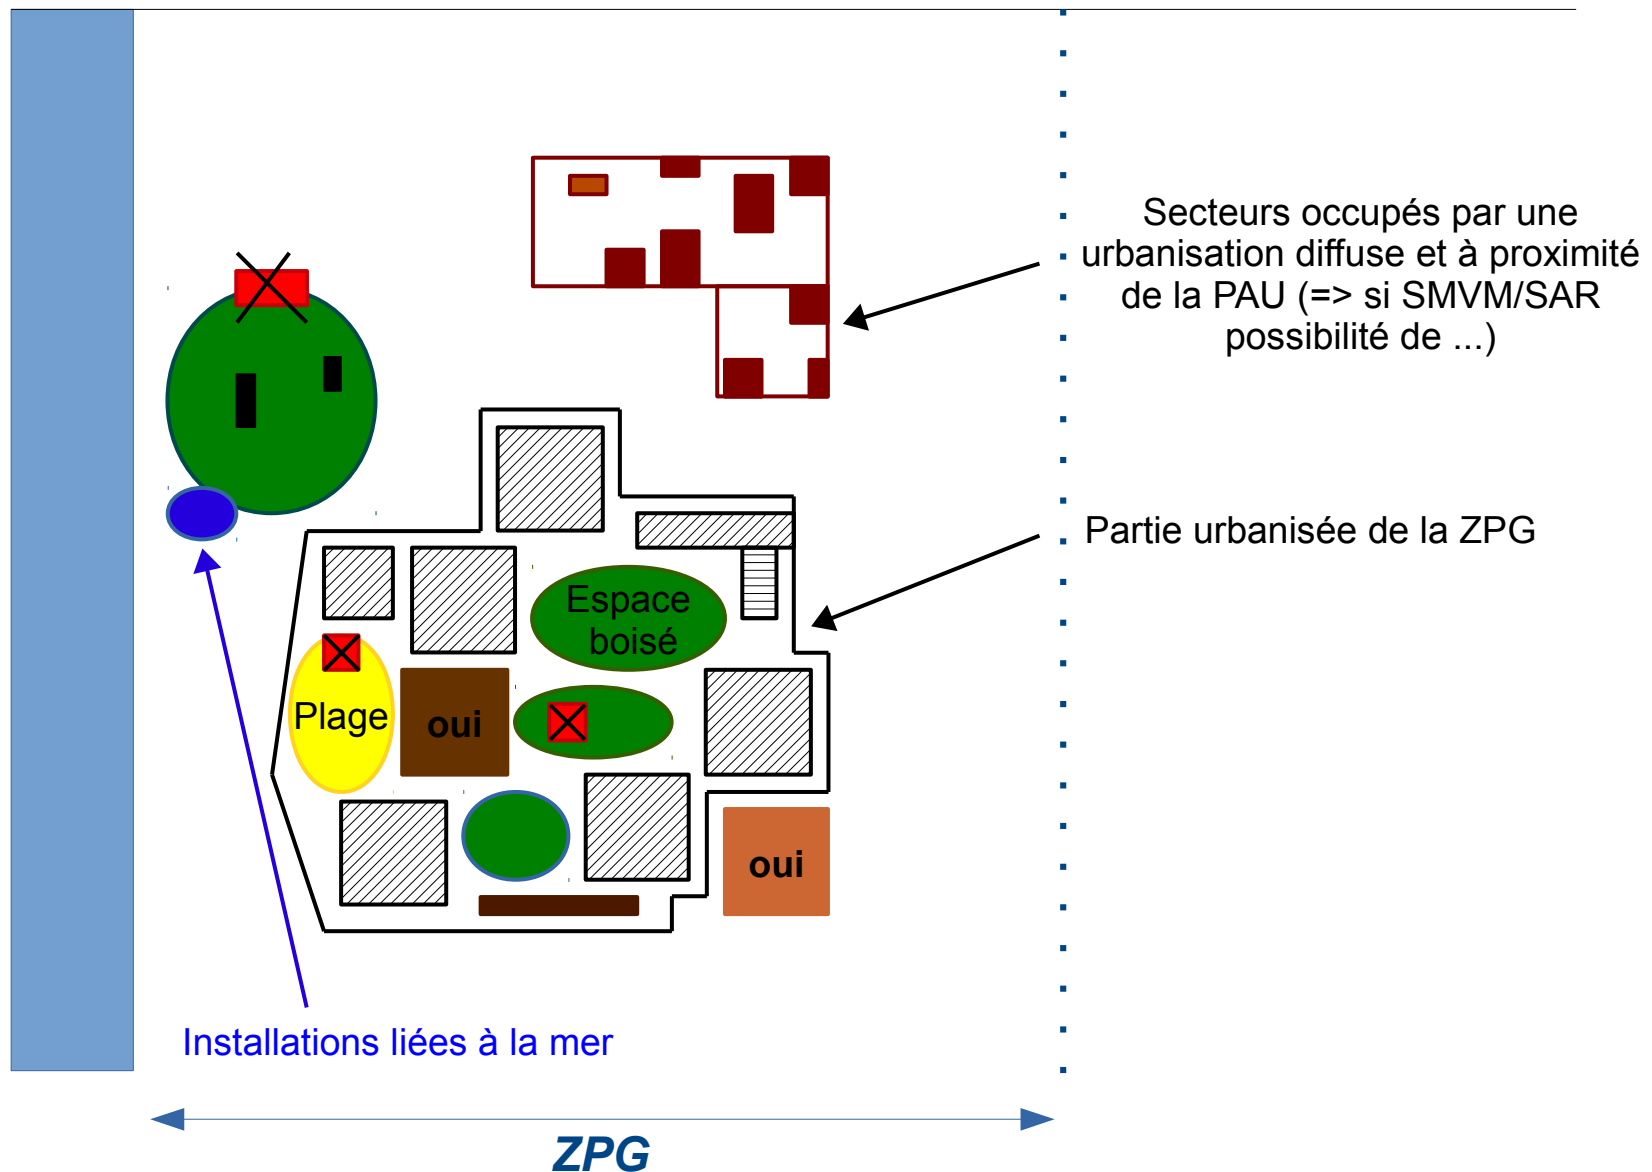 Secteurs occupés par une
urbanisation diffuse et à proximité
de la PAU (=> si SMVM/SAR
possibilité de ...)
Partie urbanisée de la ZPG
Espace
boisé
Plage
oui
oui
Installations liées à la mer
ZPG